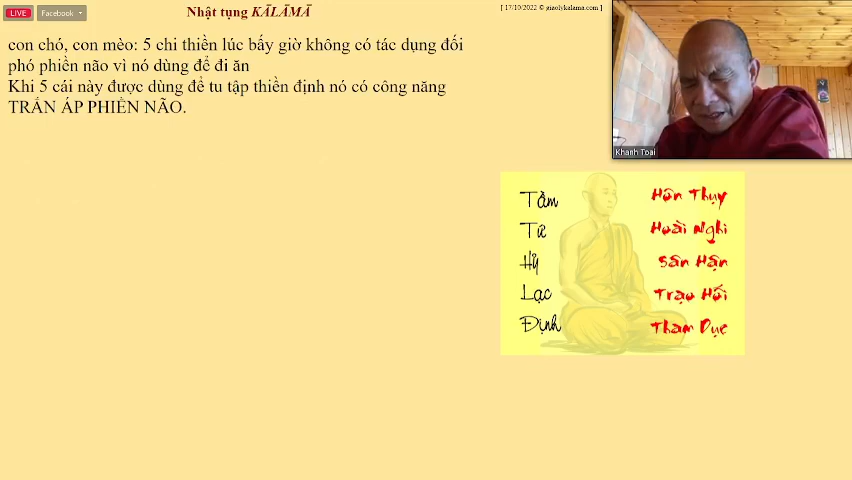 LIVE
Facebook
Nhật tụng KĀLĀMĀ
[ 17/10/2022 © giaolykalama.com ]
con chó, con mèo: 5 chi thiền lúc bấy giờ không có tác dụng đối
phó phiền não vì nó dùng để đi ăn
Khi 5 cái này được dùng để tu tập thiền định nó có công năng
TRẤN ÁP PHIỀN NÃO.
Khanh Toai
Tầm Hôn Thụy
Tứ Hoài Nghi
Hỷ Sân Hận
Lạc Trạo Hối
Định Tham Dục